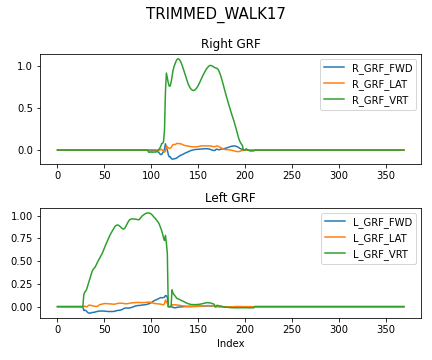 TRIMMED_WALK17
Right GRF
1.0
0.5
0.0
R_GRF_FWD
R_GRF_LAT
R_GRF_VRT
0 50 100 150 200 250 300 350
Left GRF
1.00
0.75
0.50
0.25
0.00
L_GRF_FWD
L_GRF_LAT
L_GRF_VRT
0 50 100 150 200 250 300 350
Index